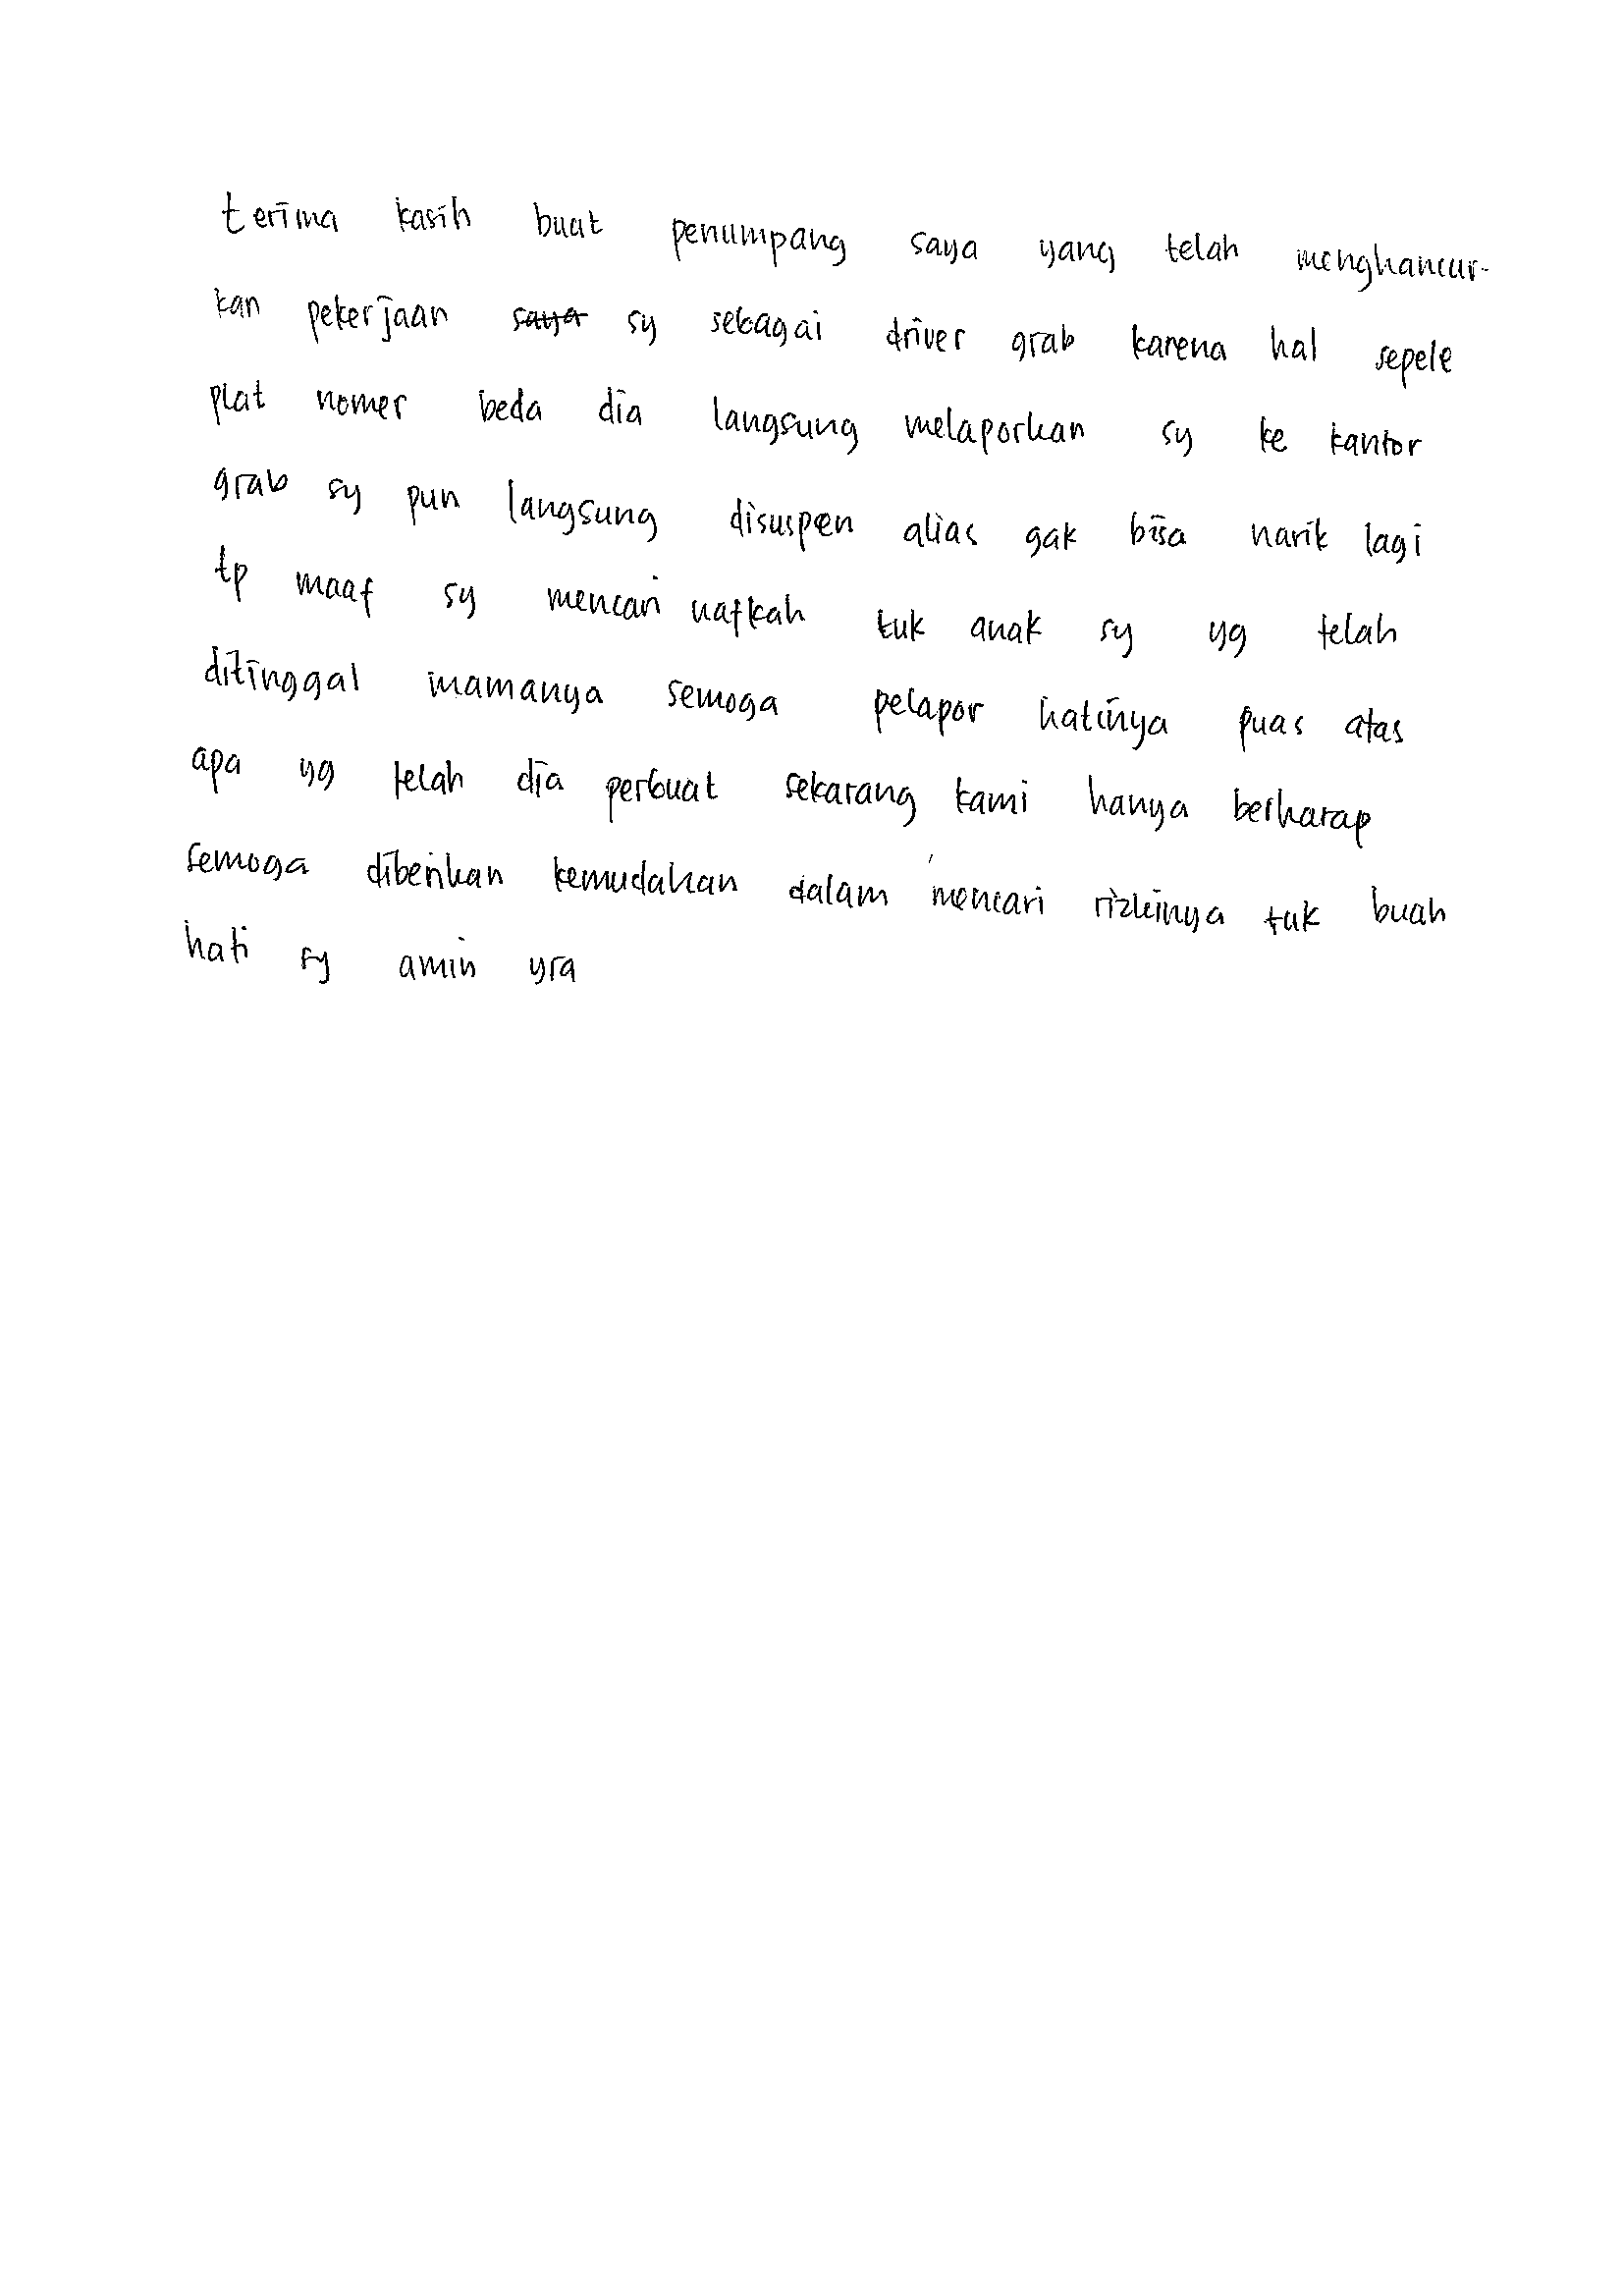 terima kasih buat penumpang saya yang telah menghancur-
kan pekerjaan saya sy sebagai driver grab karena hal sepele
plat nomer beda dia langsung melaporkan sy ke kantor
grab sy pun langsung disuspen alias gak bisa narik lagi
tp maaf sy mencari nafkah tuk anak sy yg telah
ditinggal mamanya semoga pelapor hatinya puas atas
apa yg telah dia perbuat sekarang kami hanya berharap
semoga diberikan kemudahan dalam mencari rizkinya tuk buah
hati sy amin yra